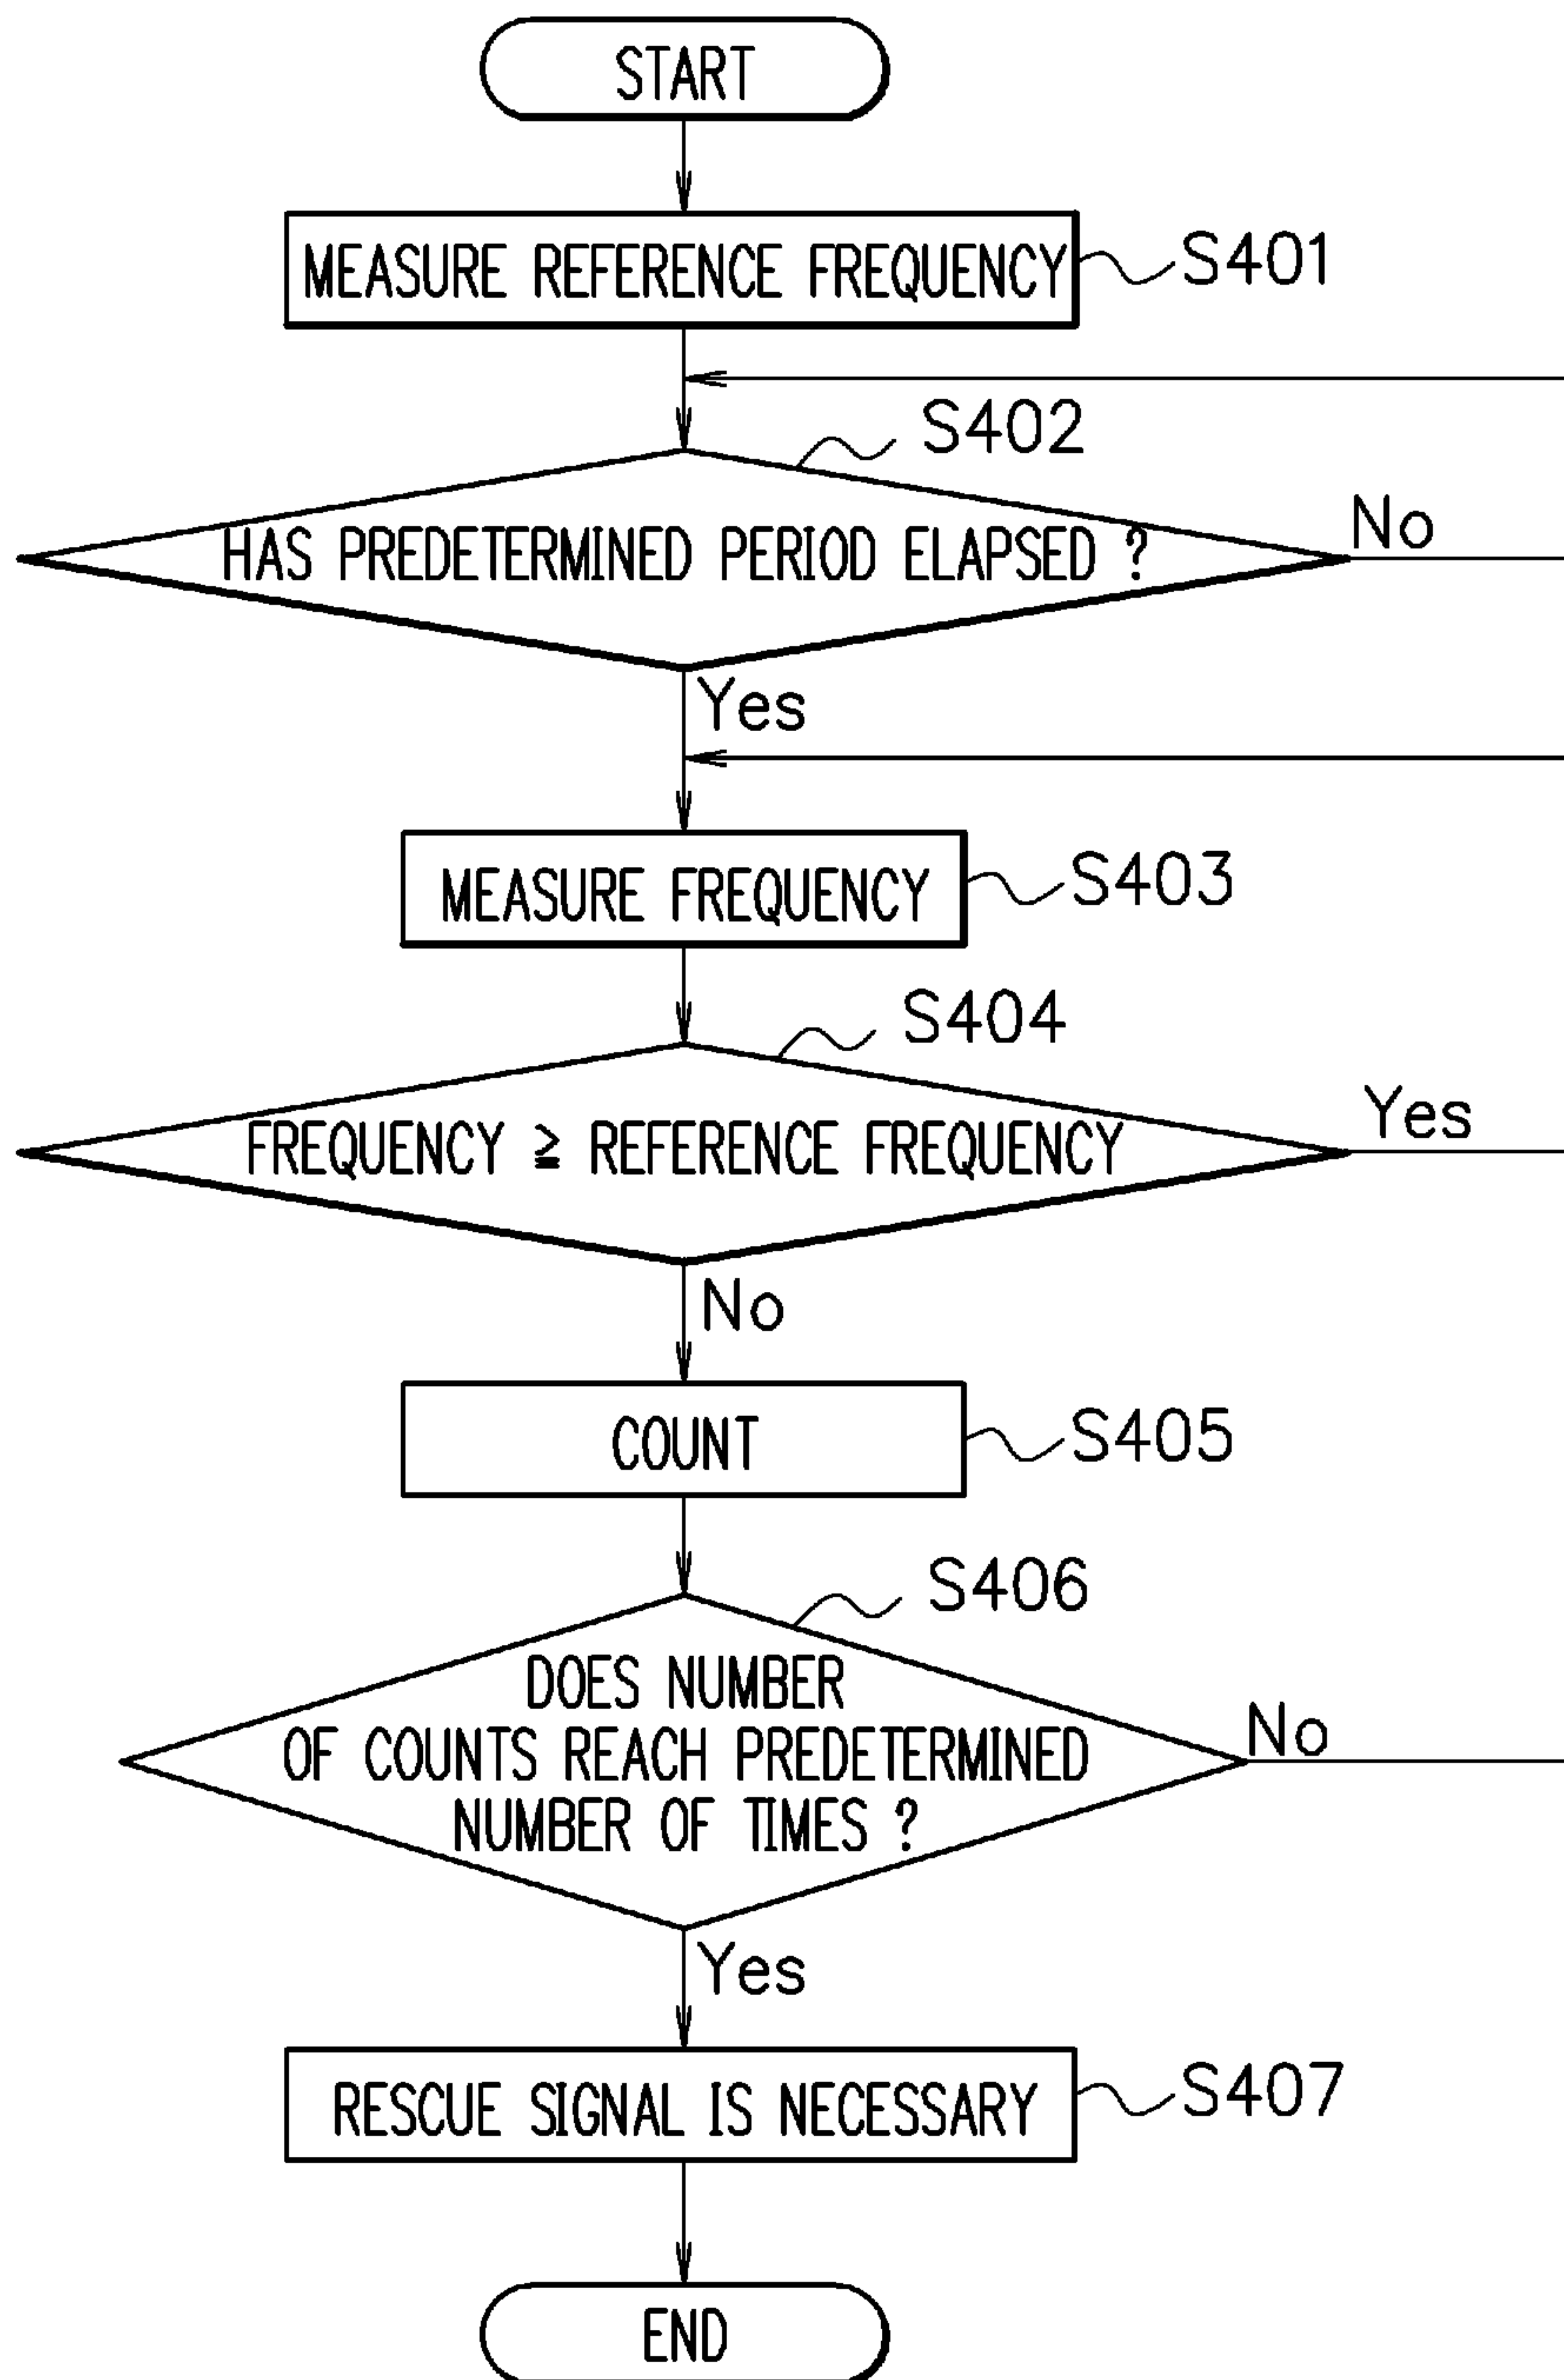 START
MEASURE REFERENCE FREQUENCY
S401
S402
HAS PREDETERMINED PERIOD ELAPSED ?
No
Yes
MEASURE FREQUENCY
S403
S404
FREQUENCY ≧ REFERENCE FREQUENCY
Yes
No
COUNT
S405
S406
DOES NUMBER
OF COUNTS REACH PREDETERMINED
NUMBER OF TIMES ?
No
Yes
RESCUE SIGNAL IS NECESSARY
S407
END